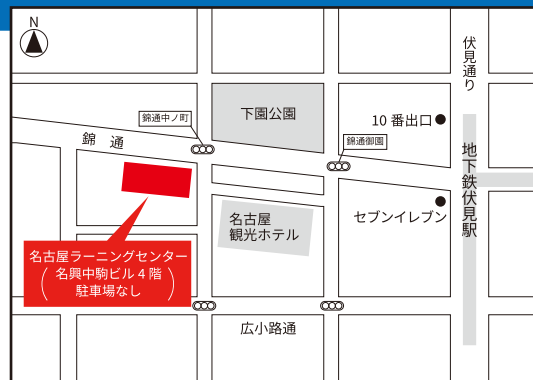 N
伏見通り
下園公園
10 番出口
錦通中ノ町
錦通御園
錦 通
地下鉄伏見駅
セブンイレブン
名古屋
観光ホテル
名古屋ラーニングセンター
(名興中駒ビル 4 階
駐車場なし)
広小路通